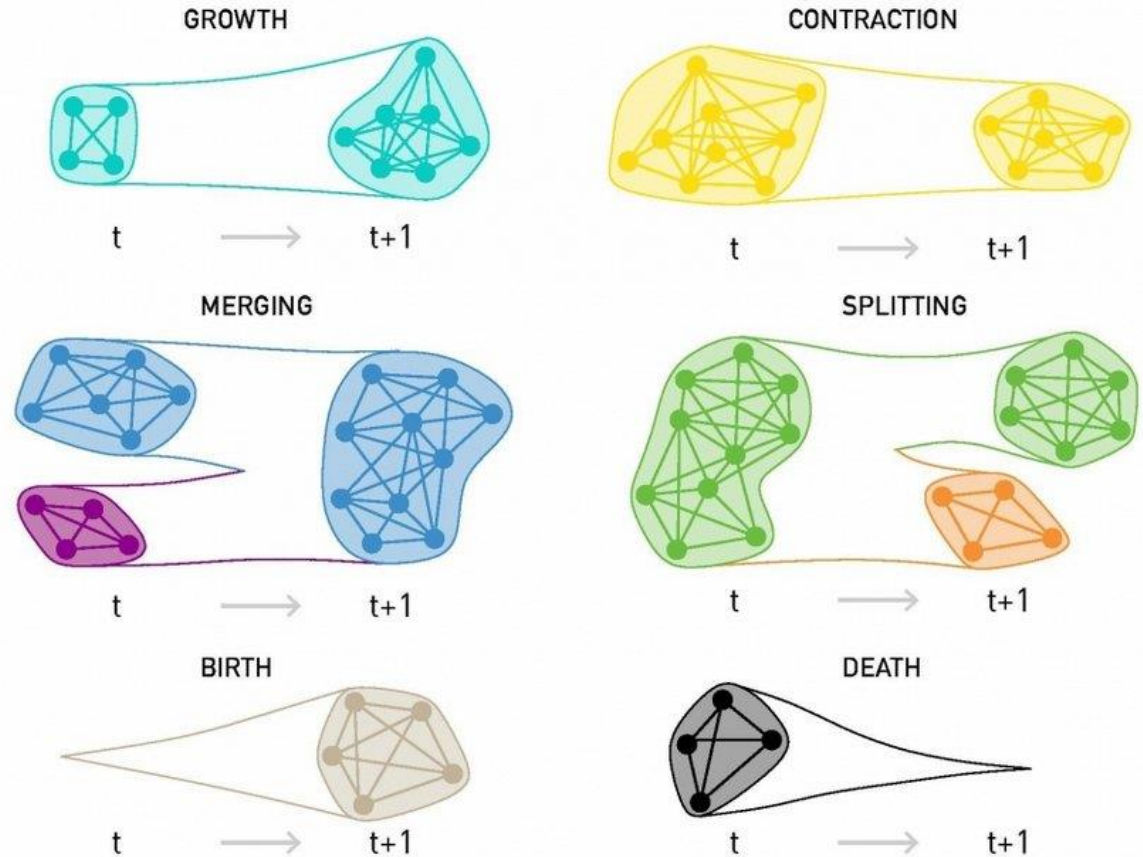 GROWTH
CONTRACTION
t t+1
t t+1
MERGING
SPLITTING
t t+1
t t+1
BIRTH
DEATH
t t+1
t t+1